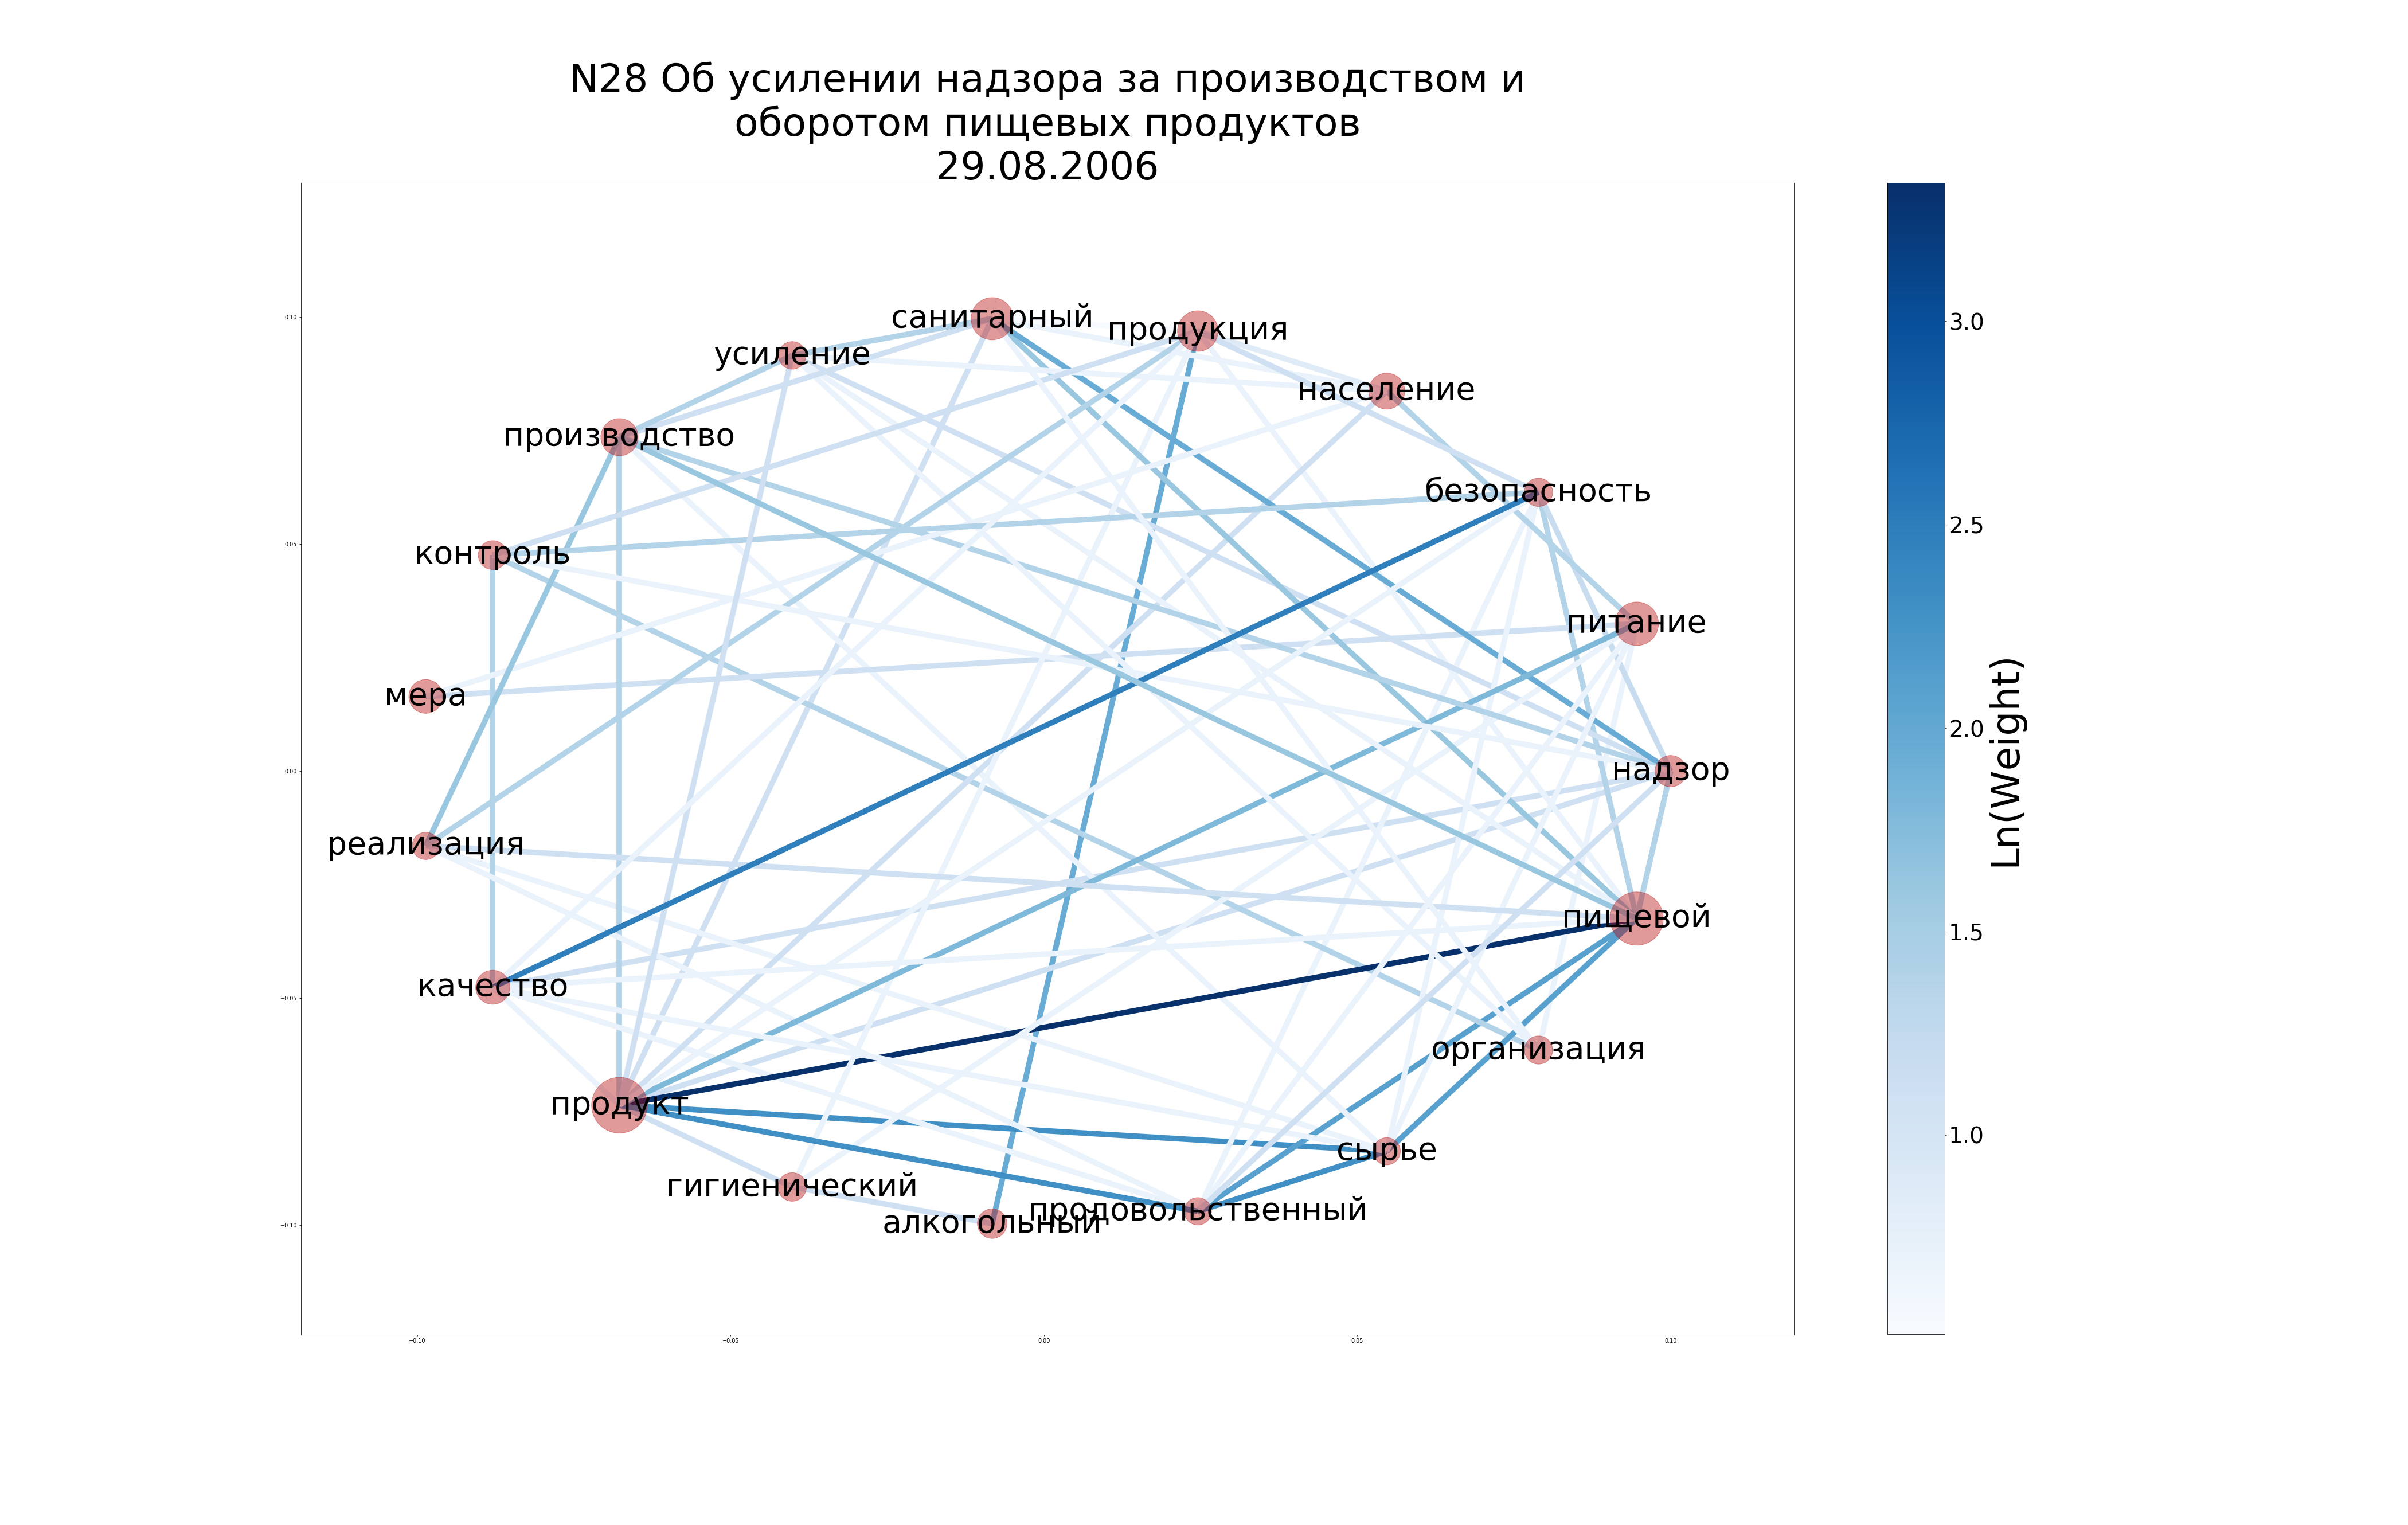 N28 Об усилении надзора за производством и
оборотом пищевых продуктов
29.08.2006
санитарный
продукция
усиление
население
производство
безопасность
контроль
питание
мера
надзор
реализация
пищевой
качество
организация
продукт
сырье
гигиенический
продовольственный
алкогольный
0.10
0.05
0.00
−0.05
−0.10
−0.10
−0.05
0.00
0.05
0.10
3.0
2.5
2.0
1.5
1.0
Ln(Weight)